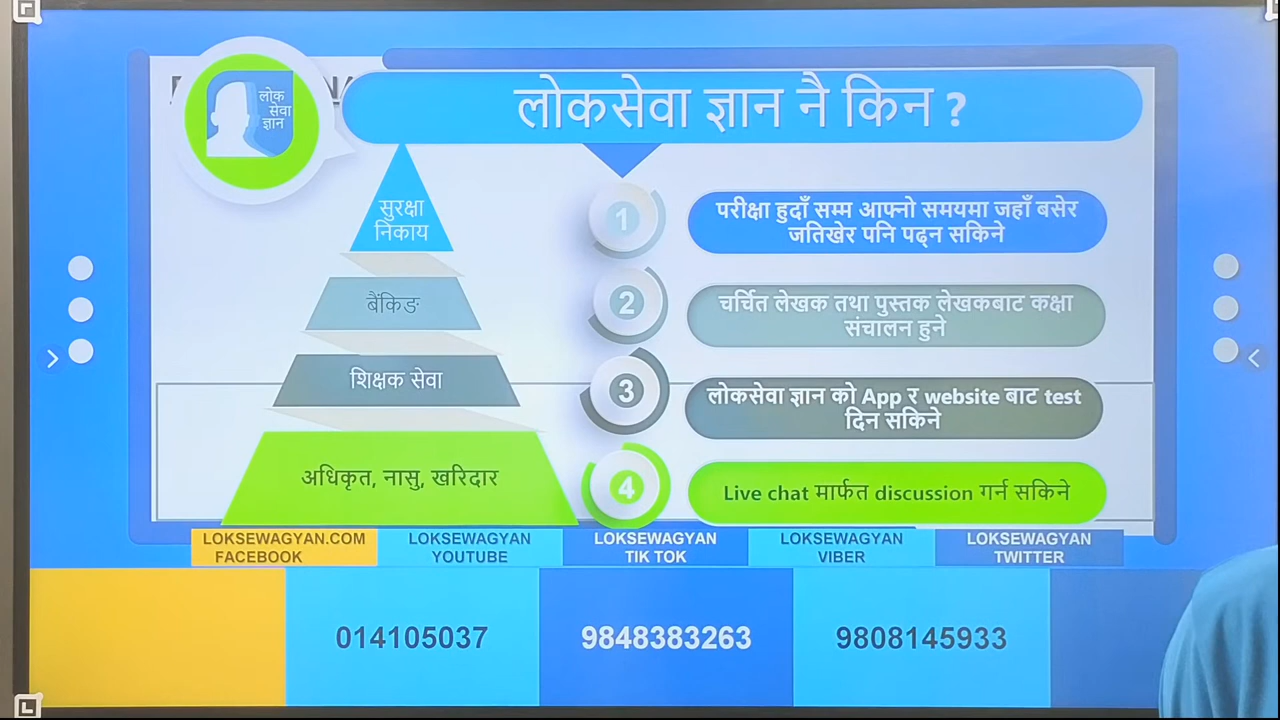 लोक
सेवा
ज्ञान
लोकसेवा ज्ञान नै किन ?
सुरक्षा
निकाय
बैंकिङ
शिक्षक सेवा
अधिकृत, नासु, खरिदार
1
परीक्षा हुदाँ सम्म आफ्नो समयमा जहाँ बसेर
जतिखेर पनि पढ्न सकिने
2
चर्चित लेखक तथा पुस्तक लेखकबाट कक्षा
संचालन हुने
3
लोकसेवा ज्ञान को App र website बाट test
दिन सकिने
4
Live chat मार्फत discussion गर्न सकिने
LOKSEWAGYAN.COM
FACEBOOK
LOKSEWAGYAN
YOUTUBE
LOKSEWAGYAN
TIK TOK
LOKSEWAGYAN
VIBER
LOKSEWAGYAN
TWITTER
014105037
9848383263
9808145933